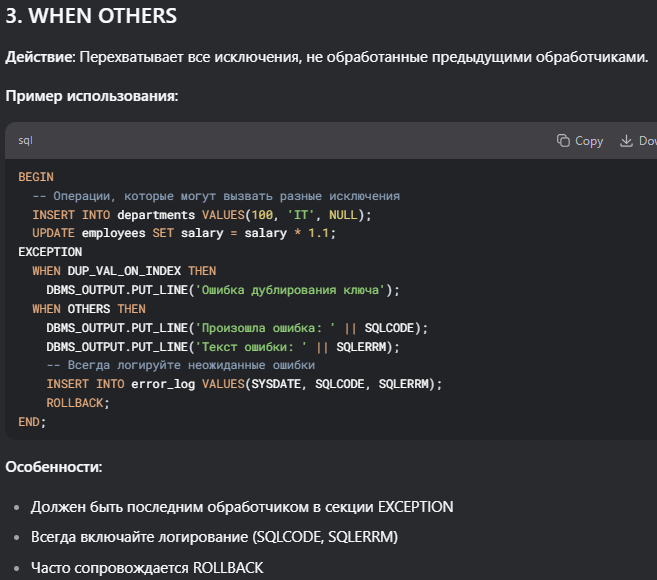 3. WHEN OTHERS
Действие: Перехватывает все исключения, не обработанные предыдущими обработчиками.
Пример использования:
sql
Copy
Dow
BEGIN
-- Операции, которые могут вызвать разные исключения
INSERT INTO departments VALUES(100, 'IT', NULL);
UPDATE employees SET salary = salary * 1.1;
EXCEPTION
WHEN DUP_VAL_ON_INDEX THEN
DBMS_OUTPUT.PUT_LINE('Ошибка дублирования ключа');
WHEN OTHERS THEN
DBMS_OUTPUT.PUT_LINE('Произошла ошибка: ' || SQLCODE);
DBMS_OUTPUT.PUT_LINE('Текст ошибки: ' || SQLERRM);
-- Всегда логируйте неожиданные ошибки
INSERT INTO error_log VALUES(SYSDATE, SQLCODE, SQLERRM);
ROLLBACK;
END;
Особенности:
• Должен быть последним обработчиком в секции EXCEPTION
• Всегда включайте логирование (SQLCODE, SQLERRM)
• Часто сопровождается ROLLBACK